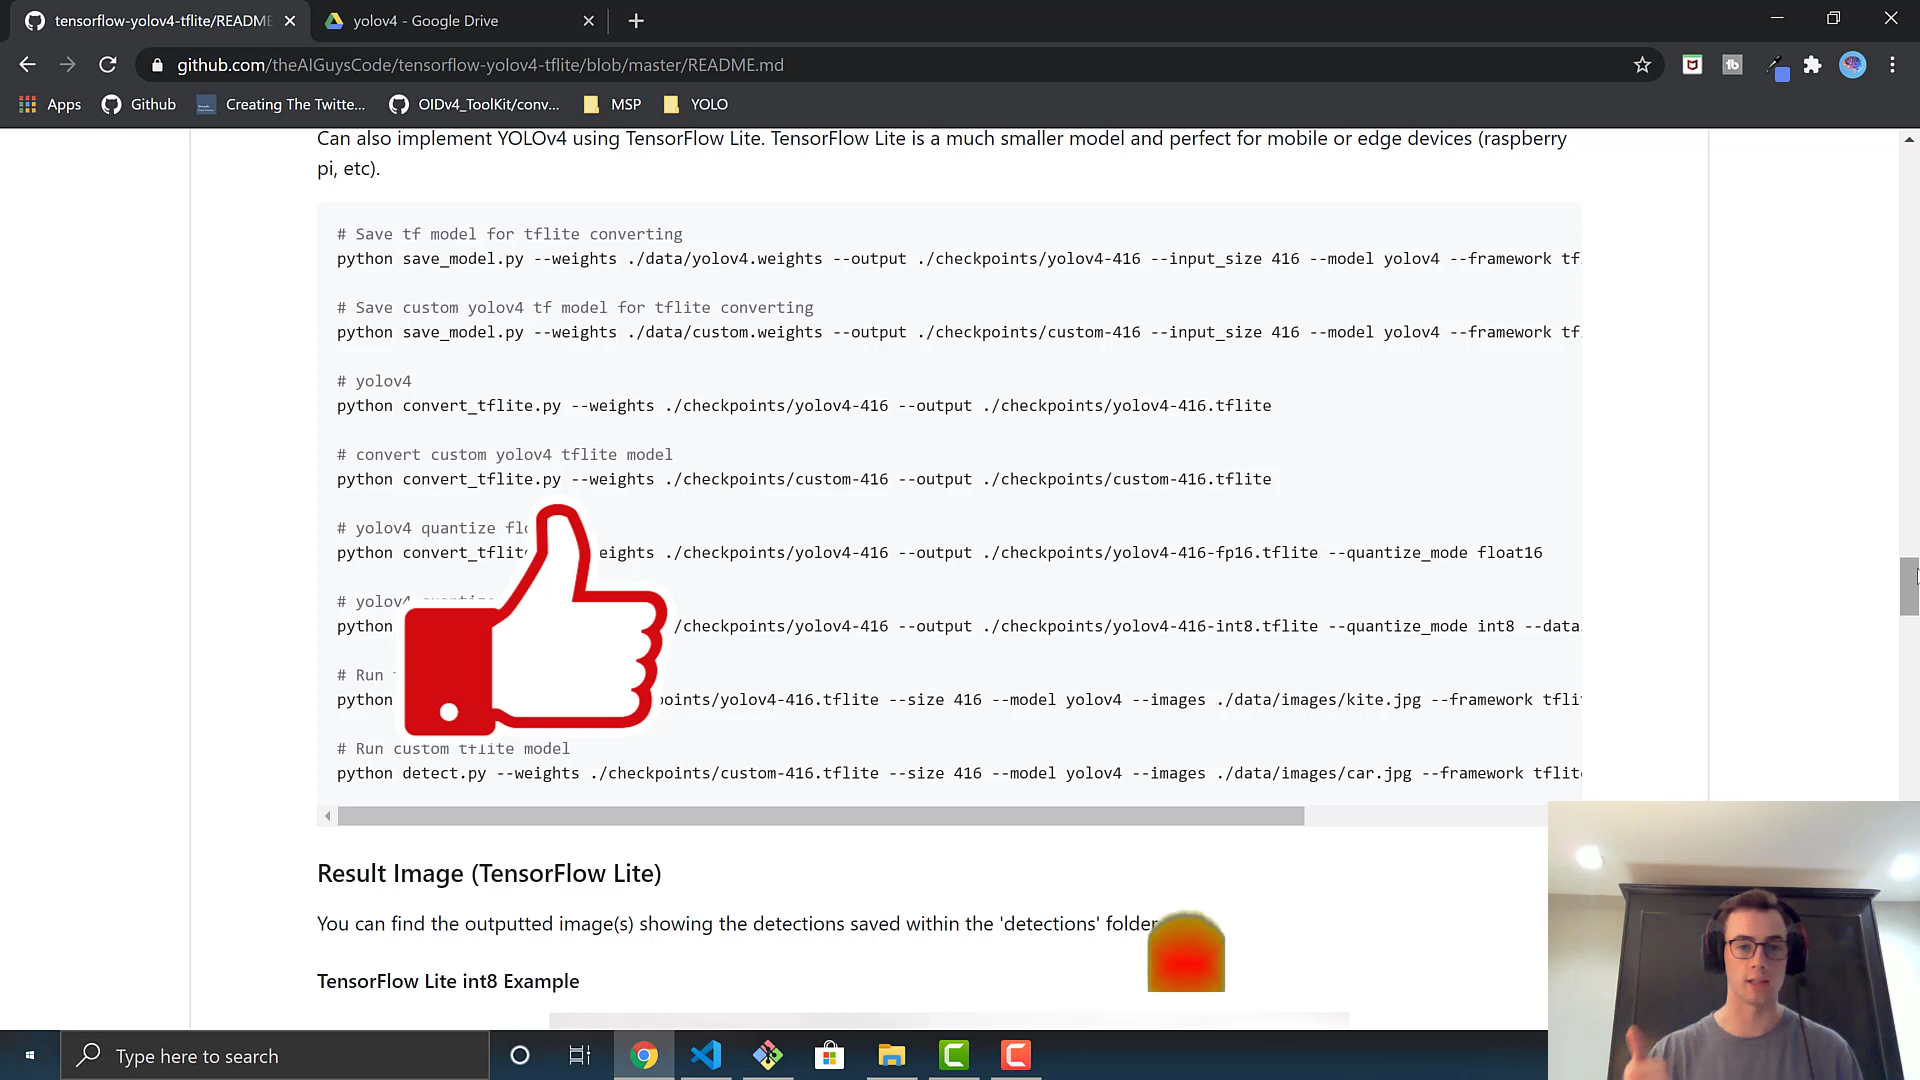 tensorflow-yolov4-tflite/README
yolov4 - Google Drive
github.com/theAIGuysCode/tensorflow-yolov4-tflite/blob/master/README.md
Apps
Github
Creating The Twitte...
OIDv4_ToolKit/conv...
MSP
YOLO
Can also implement YOLOv4 using TensorFlow Lite. TensorFlow Lite is a much smaller model and perfect for mobile or edge devices (raspberry
pi, etc).
# Save tf model for tflite converting
python save_model.py --weights ./data/yolov4.weights --output ./checkpoints/yolov4-416 --input_size 416 --model yolov4 --framework tf
# Save custom yolov4 tf model for tflite converting
python save_model.py --weights ./data/custom.weights --output ./checkpoints/custom-416 --input_size 416 --model yolov4 --framework tf
# yolov4
python convert_tflite.py --weights ./checkpoints/yolov4-416 --output ./checkpoints/yolov4-416.tflite
# convert custom yolov4 tflite model
python convert_tflite.py --weights ./checkpoints/custom-416 --output ./checkpoints/custom-416.tflite
# yolov4 quantize
python convert_tflite eights ./checkpoints/yolov4-416 --output ./checkpoints/yolov4-416-fp16.tflite --quantize_mode float16
# yolov4
python /checkpoints/yolov4-416 --output ./checkpoints/yolov4-416-int8.tflite --quantize_mode int8 --data
# Run
python points/yolov4-416.tflite --size 416 --model yolov4 --images ./data/images/kite.jpg --framework tfli
# Run custom tflite model
python detect.py --weights ./checkpoints/custom-416.tflite --size 416 --model yolov4 --images ./data/images/car.jpg --framework tflite
Result Image (TensorFlow Lite)
You can find the outputted image(s) showing the detections saved within the 'detections' folder
TensorFlow Lite int8 Example
Type here to search